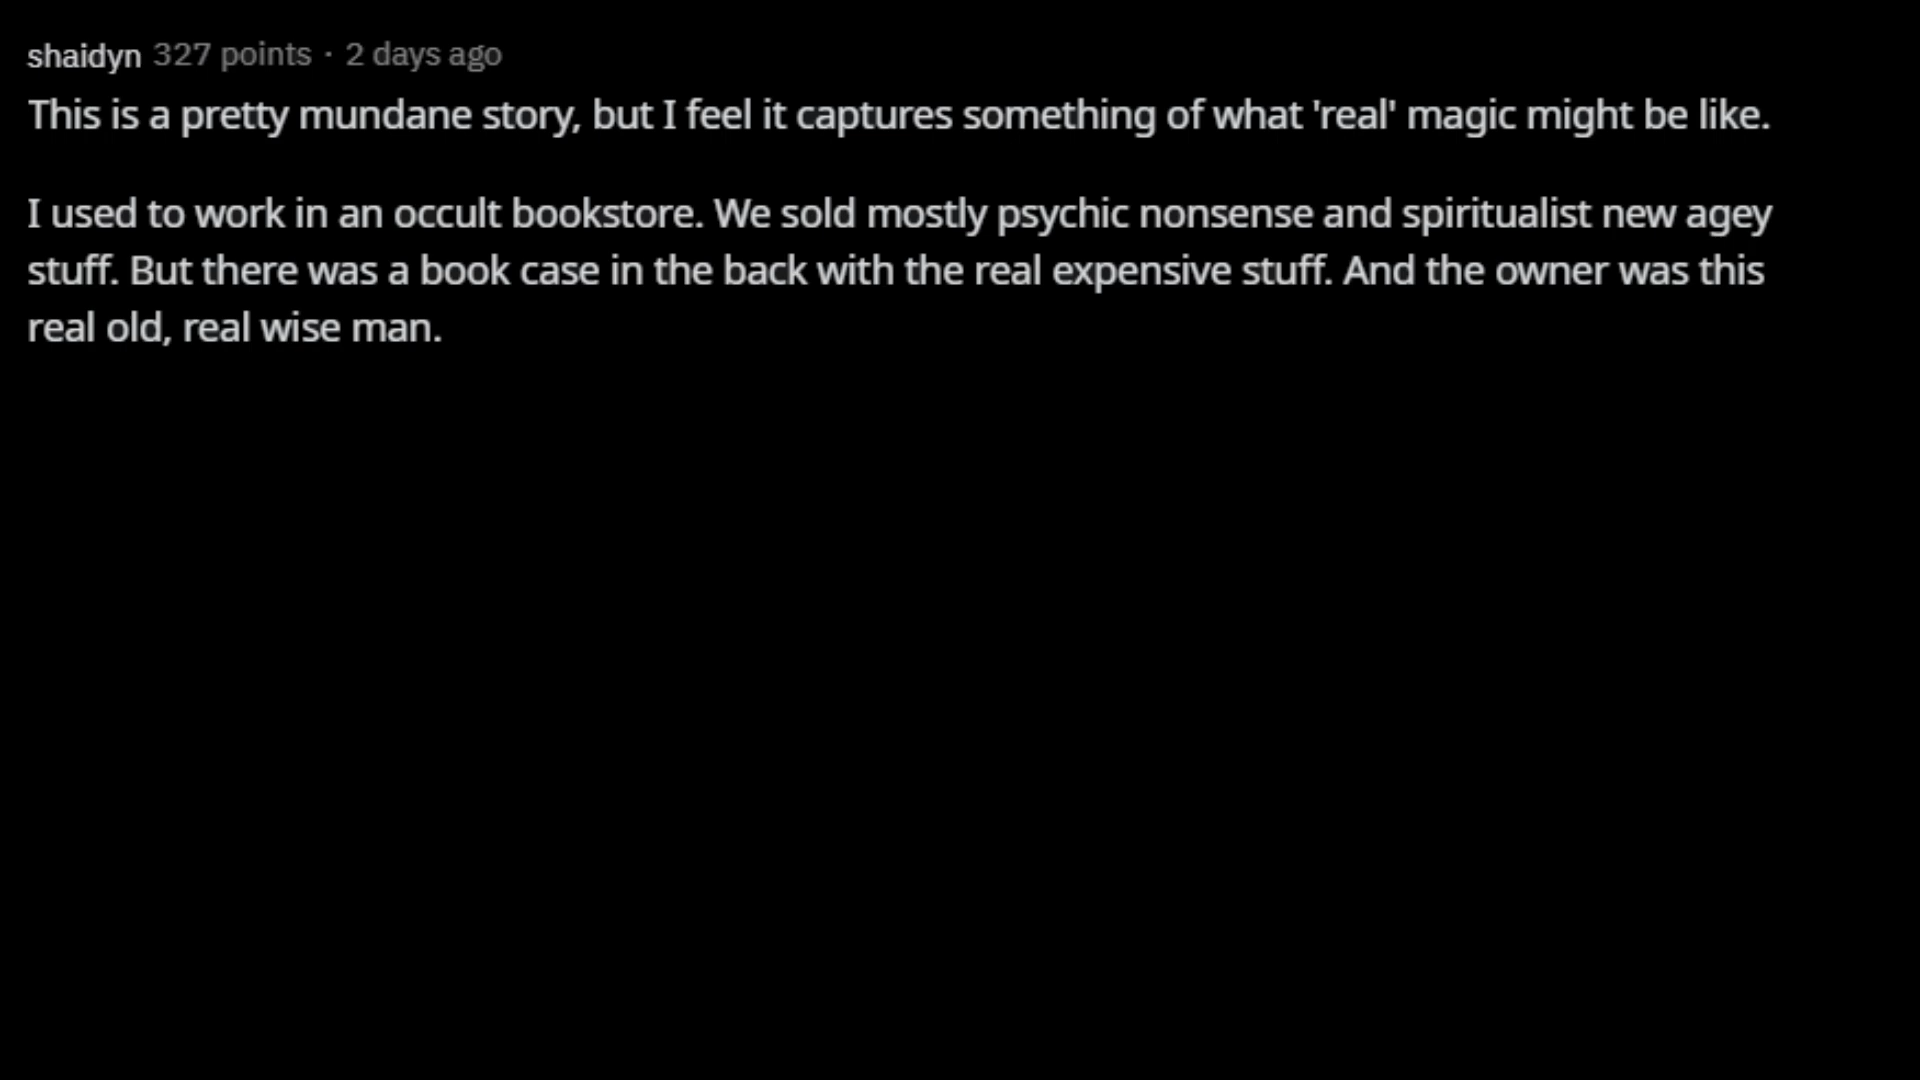 shaidyn 327 points · 2 days ago
This is a pretty mundane story, but I feel it captures something of what 'real' magic might be like.
I used to work in an occult bookstore. We sold mostly psychic nonsense and spiritualist new agey
stuff. But there was a book case in the back with the real expensive stuff. And the owner was this
real old, real wise man.